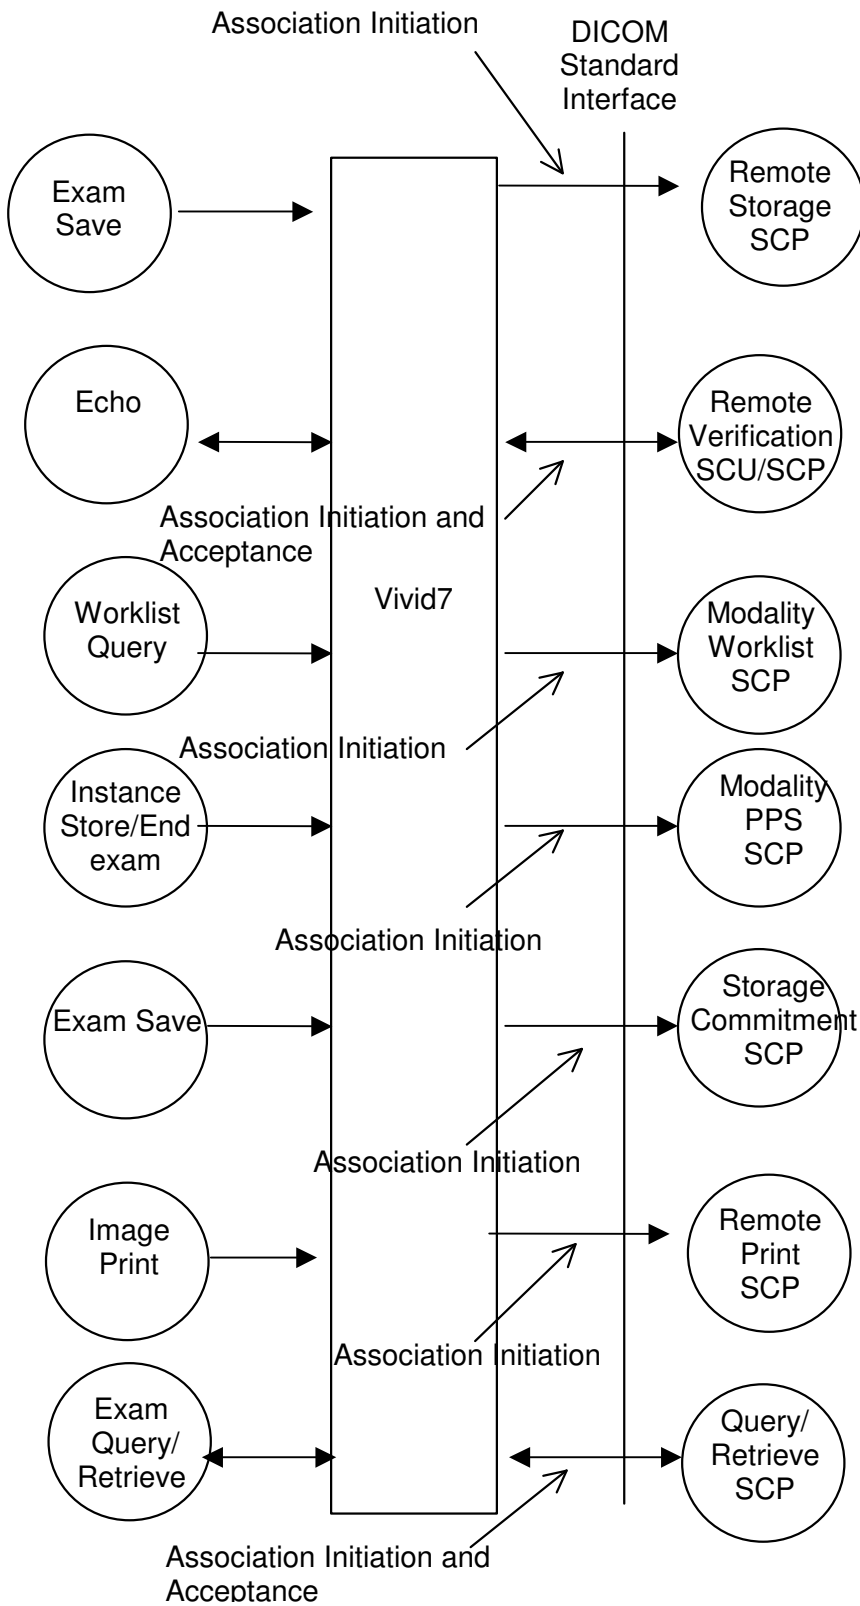 Association Initiation
DICOM
Standard
Interface
Exam
Save
Remote
Storage
SCP
Echo
Remote
Verification
SCU/SCP
Association Initiation and
Acceptance
Vivid7
Worklist
Query
Modality
Worklist
SCP
Association Initiation
Instance
Store/End
exam
Modality
PPS
SCP
Association Initiation
Exam Save
Storage
Commitment
SCP
Association Initiation
Image
Print
Remote
Print
SCP
Association Initiation
Exam
Query/
Retrieve
Query/
Retrieve
SCP
Association Initiation and
Acceptance